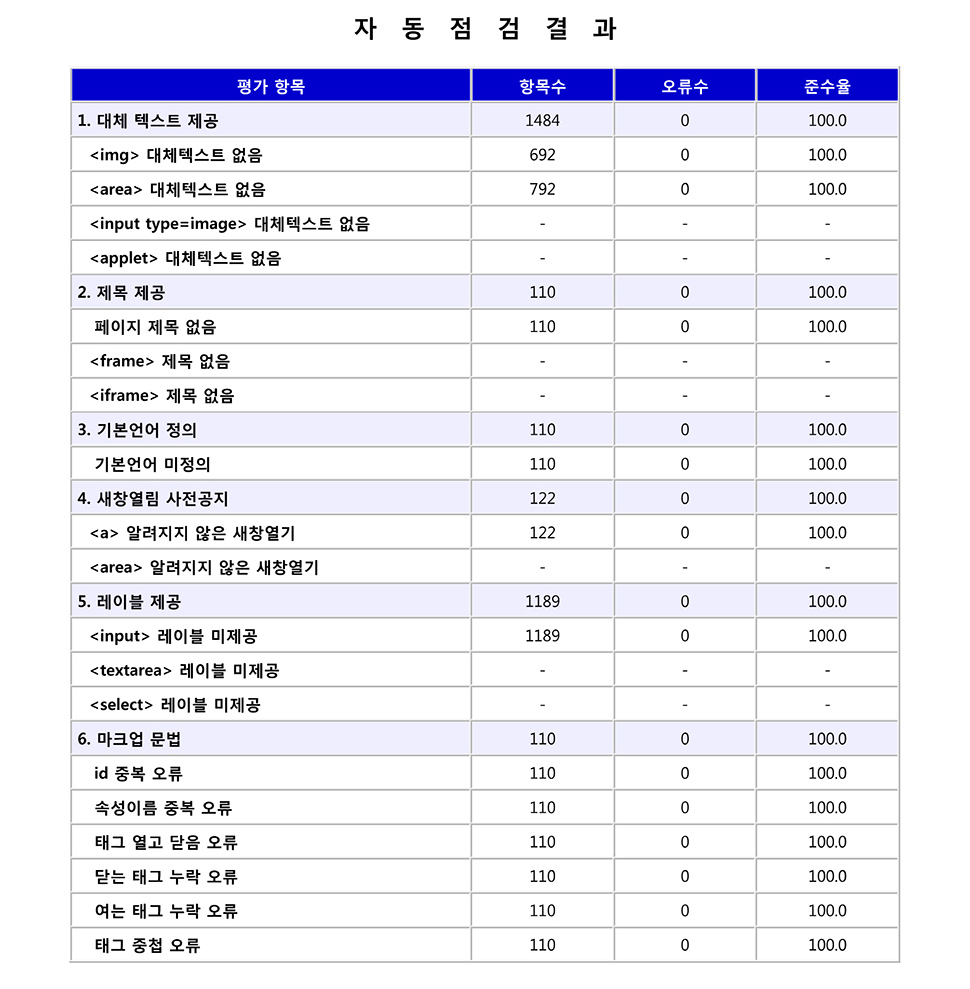 자 동 점 검 결 과
평가 항목 항목수 오류수 준수율
1. 대체 텍스트 제공 1484 0 100.0
<img> 대체텍스트 없음 692 0 100.0
<area> 대체텍스트 없음 792 0 100.0
<input type=image> 대체텍스트 없음 - - -
<applet> 대체텍스트 없음 - - -
2. 제목 제공 110 0 100.0
페이지 제목 없음 110 0 100.0
<frame> 제목 없음 - - -
<iframe> 제목 없음 - - -
3. 기본언어 정의 110 0 100.0
기본언어 미정의 110 0 100.0
4. 새창열림 사전공지 122 0 100.0
<a> 알려지지 않은 새창열기 122 0 100.0
<area> 알려지지 않은 새창열기 - - -
5. 레이블 제공 1189 0 100.0
<input> 레이블 미제공 1189 0 100.0
<textarea> 레이블 미제공 - - -
<select> 레이블 미제공 - - -
6. 마크업 문법 110 0 100.0
id 중복 오류 110 0 100.0
속성이름 중복 오류 110 0 100.0
태그 열고 닫음 오류 110 0 100.0
닫는 태그 누락 오류 110 0 100.0
여는 태그 누락 오류 110 0 100.0
태그 중첩 오류 110 0 100.0